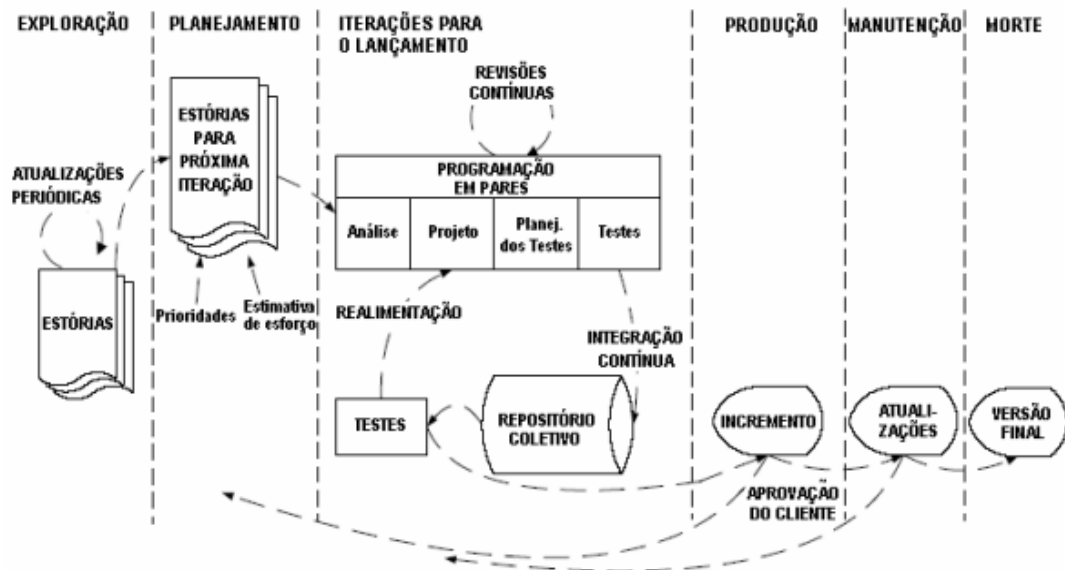 EXPLORAÇÃO
PLANEJAMENTO
ITERAÇÕES PARA
O LANÇAMENTO
PRODUÇÃO
MANUTENÇÃO
MORTE
REVISÕES
CONTÍNUAS
ESTÓRIAS
PARA
PRÓXIMA
ITERAÇÃO
ATUALIZAÇÕES
PERIÓDICAS
PROGRAMAÇÃO
EM PARES
Análise
Projeto
Planej.
dos Testes
Testes
ESTÓRIAS
Prioridades
Estimativa
de esforço
REALIMENTAÇÃO
INTEGRAÇÃO
CONTÍNUA
TESTES
REPOSITÓRIO
COLETIVO
INCREMENTO
ATUALI-
ZAÇÕES
VERSÃO
FINAL
APROVAÇÃO
DO CLIENTE